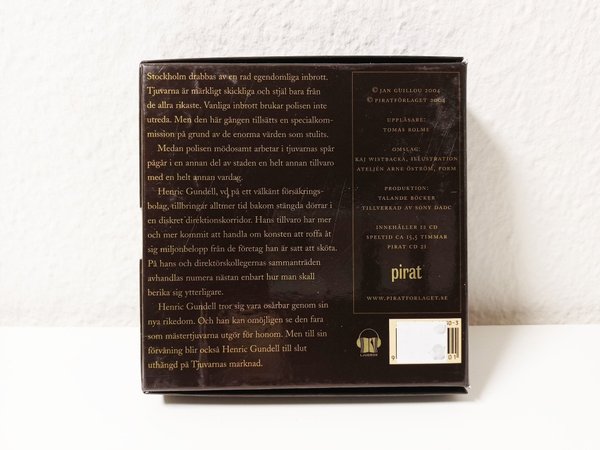 Stockholm drabbas av en rad egendomliga inbrott.
Tjuvarna är märkligt skickliga och stjäl bara från
de allra rikaste. Vanliga inbrott brukar polisen inte
utreda. Men den här gången tillsätts en specialkom-
mission på grund av de enorma värden som stulits.
Medan polisen mödosamt arbetar i tjuvarnas spår
pågår i en annan del av staden en helt annan tillvaro
med en helt annan vardag.
Henric Gundell, vd på ett välkänt försäkrings-
bolag, tillbringar alltmer tid bakom stängda dörrar i
en diskret direktionskorridor. Hans tillvaro har mer
och mer kommit att handla om konsten att roffa åt
sig miljonbelopp från de företag han är satt att sköta.
På hans och direktörskollegernas sammanträden
avhandlas numera nästan enbart hur man skall
berika sig ytterligare.
Henric Gundell tror sig vara osårbar genom sin
nya rikedom. Och han kan omöjligen se den fara
som mästertjuvarna utgör för honom. Men till sin
förvåning blir också Henric Gundell till slut
uthängd på Tjuvarnas marknad.
© JAN GUILLOU 2004
© PIRATFÖRLAGET 2004
UPPLÄSARE:
TOMAS BOLME
OMSLAG:
KAJ WISTBACKA, ILLUSTRATION
ATELJÉN ARNE ÖSTRÖM, FORM
PRODUKTION:
TALANDE BÖCKER
TILLVERKAD AV SONY DADC
INNEHÅLLER 12 CD
SPELTID CA 15,5 TIMMAR
PIRAT CD 21
pirat
WWW.PIRATFORLAGET.SE
LJUDBOK